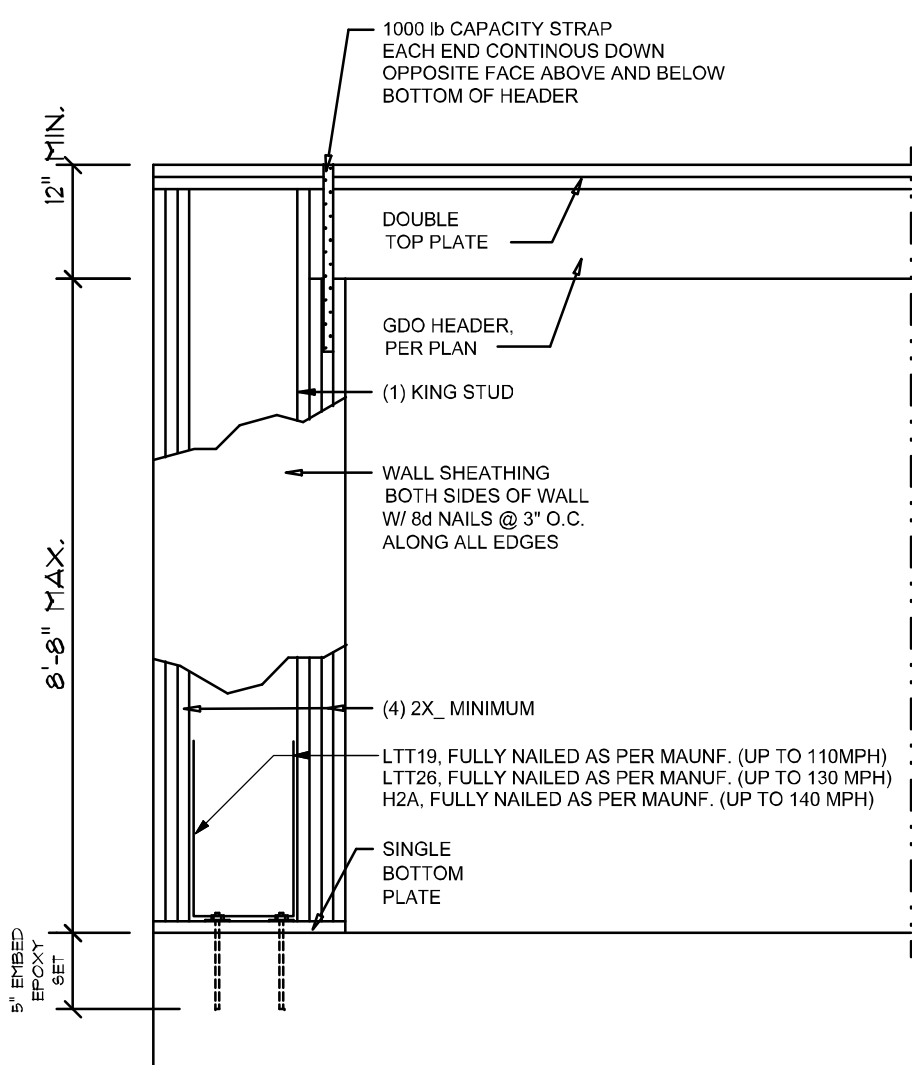 1000 lb CAPACITY STRAP
EACH END CONTINOUS DOWN
OPPOSITE FACE ABOVE AND BELOW
BOTTOM OF HEADER
12" MIN.
DOUBLE
TOP PLATE
GDO HEADER,
PER PLAN
(1) KING STUD
WALL SHEATHING
BOTH SIDES OF WALL
W/ 8d NAILS @ 3" O.C.
ALONG ALL EDGES
8'-8" MAX.
(4) 2X_ MINIMUM
LTT19, FULLY NAILED AS PER MAUNF. (UP TO 110MPH)
LTT26, FULLY NAILED AS PER MANUF. (UP TO 130 MPH)
H2A, FULLY NAILED AS PER MAUNF. (UP TO 140 MPH)
SINGLE
BOTTOM
PLATE
5" EMBED
EPOXY
SET